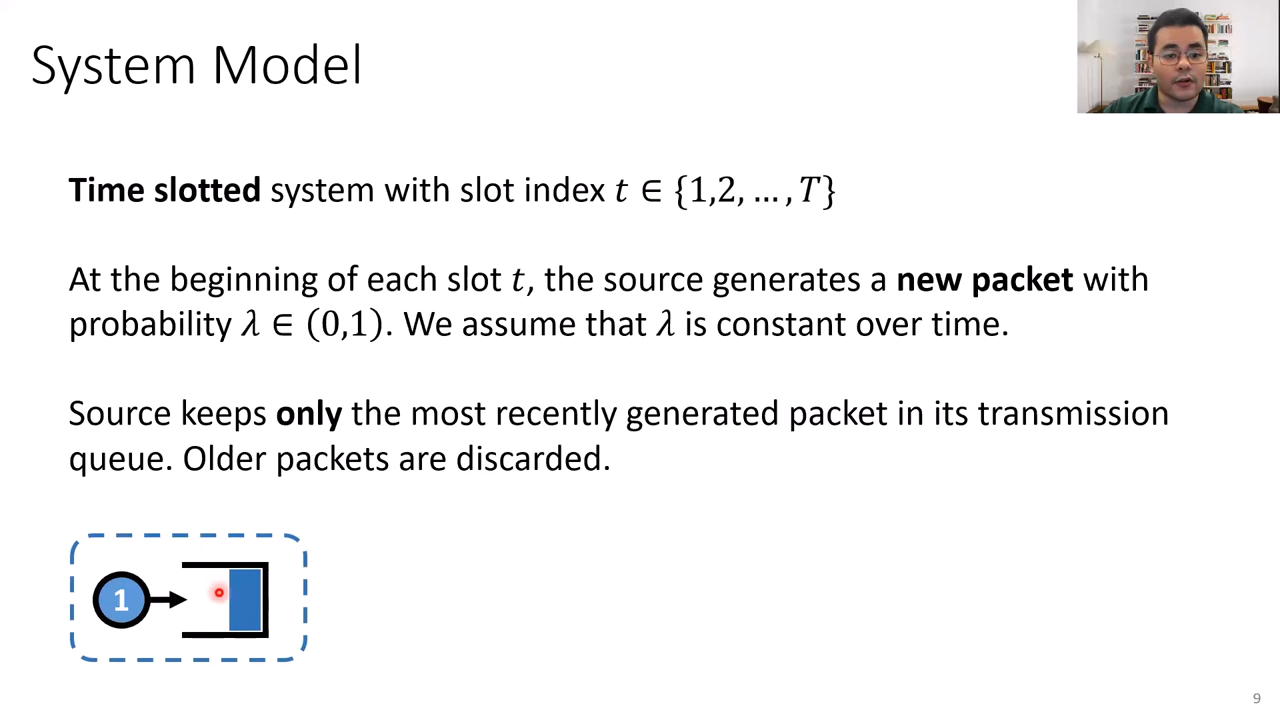 System Model
Time slotted system with slot index 𝑡 ∈ {1,2, … , 𝑇}
At the beginning of each slot 𝑡, the source generates a new packet with
probability 𝜆 ∈ (0,1). We assume that 𝜆 is constant over time.
Source keeps only the most recently generated packet in its transmission
queue. Older packets are discarded.
1
9